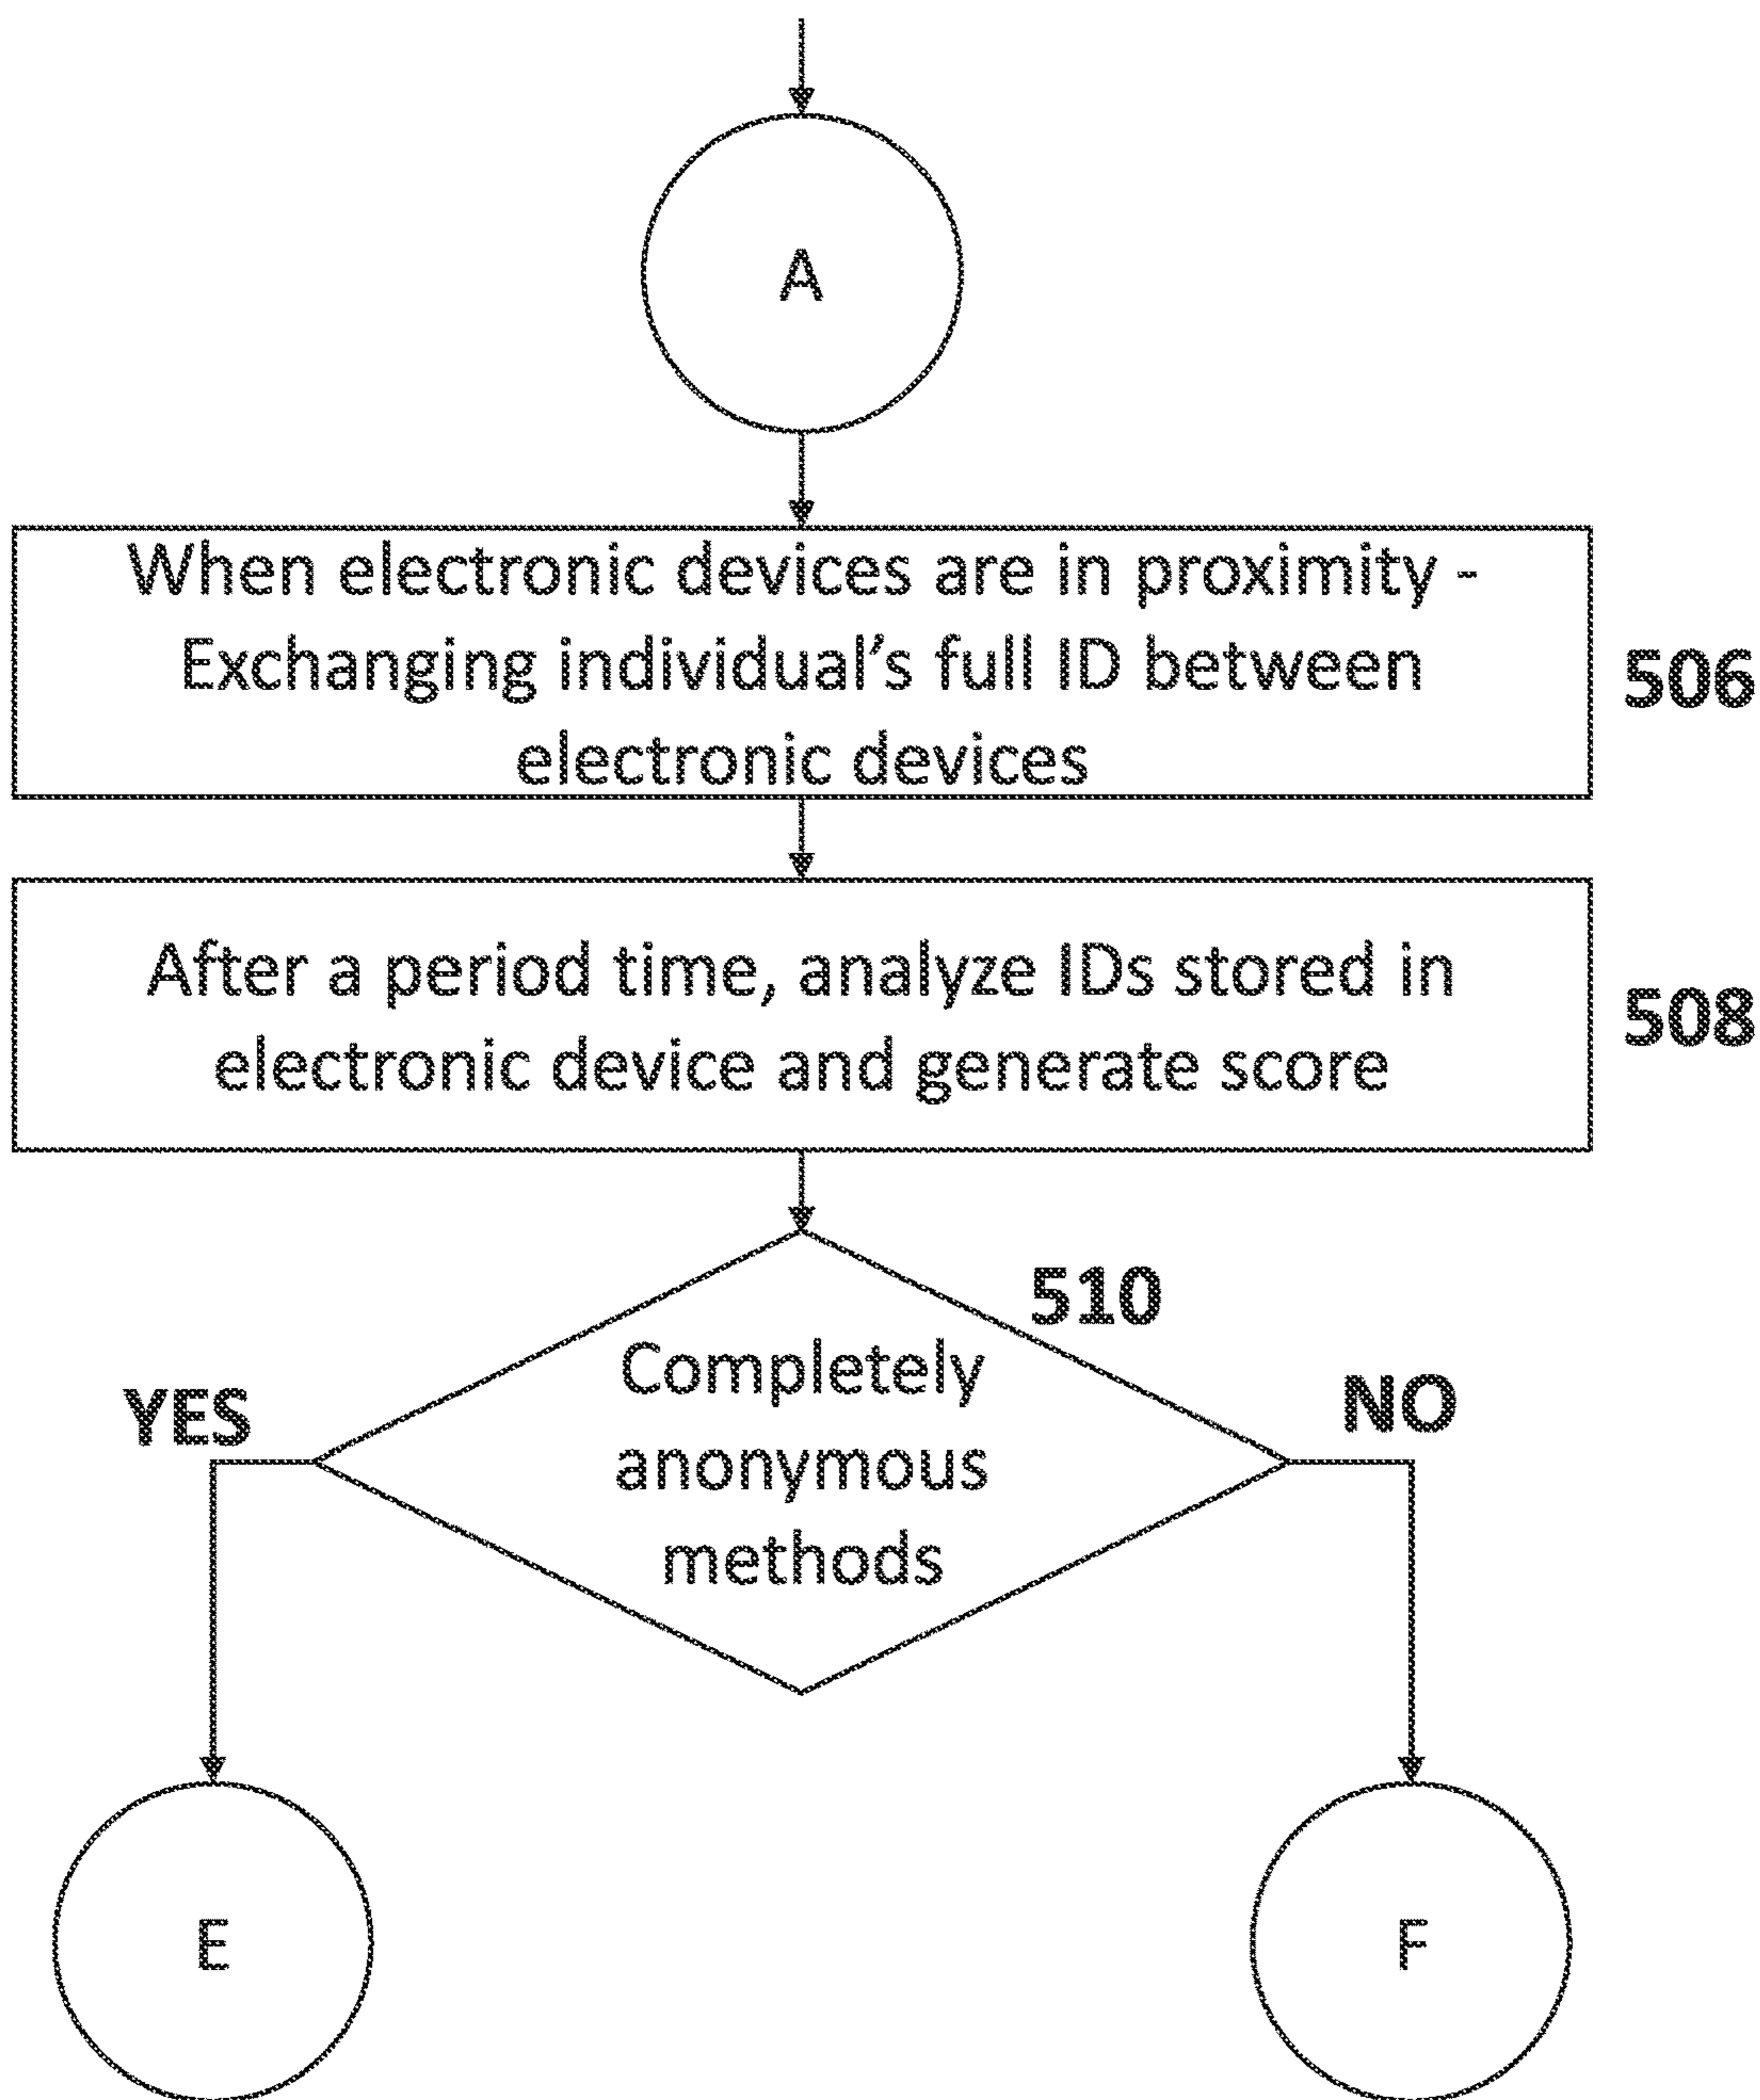 A
When electronic devices are in proximity -
Exchanging individual's full ID between
electronic devices
506
After a period time, analyze IDs stored in
electronic device and generate score
508
510
Completely
anonymous
methods
YES
NO
E
F